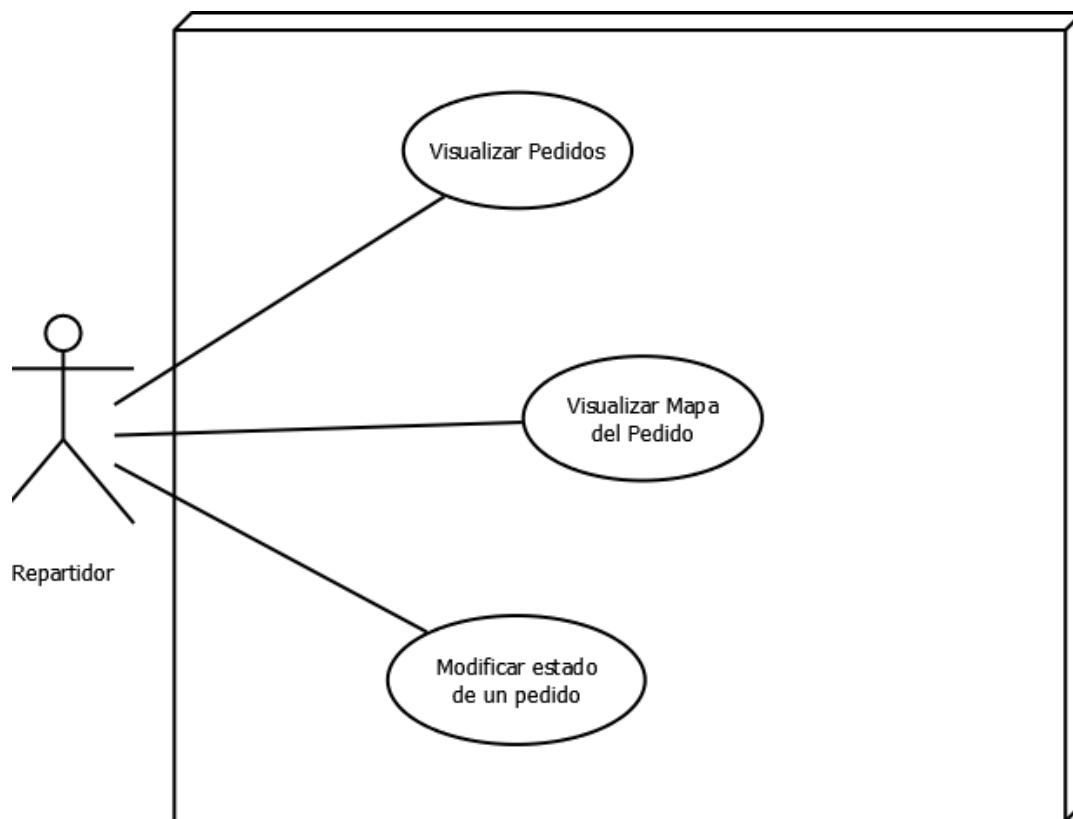 Visualizar Pedidos
Visualizar Mapa
del Pedido
Repartidor
Modificar estado
de un pedido